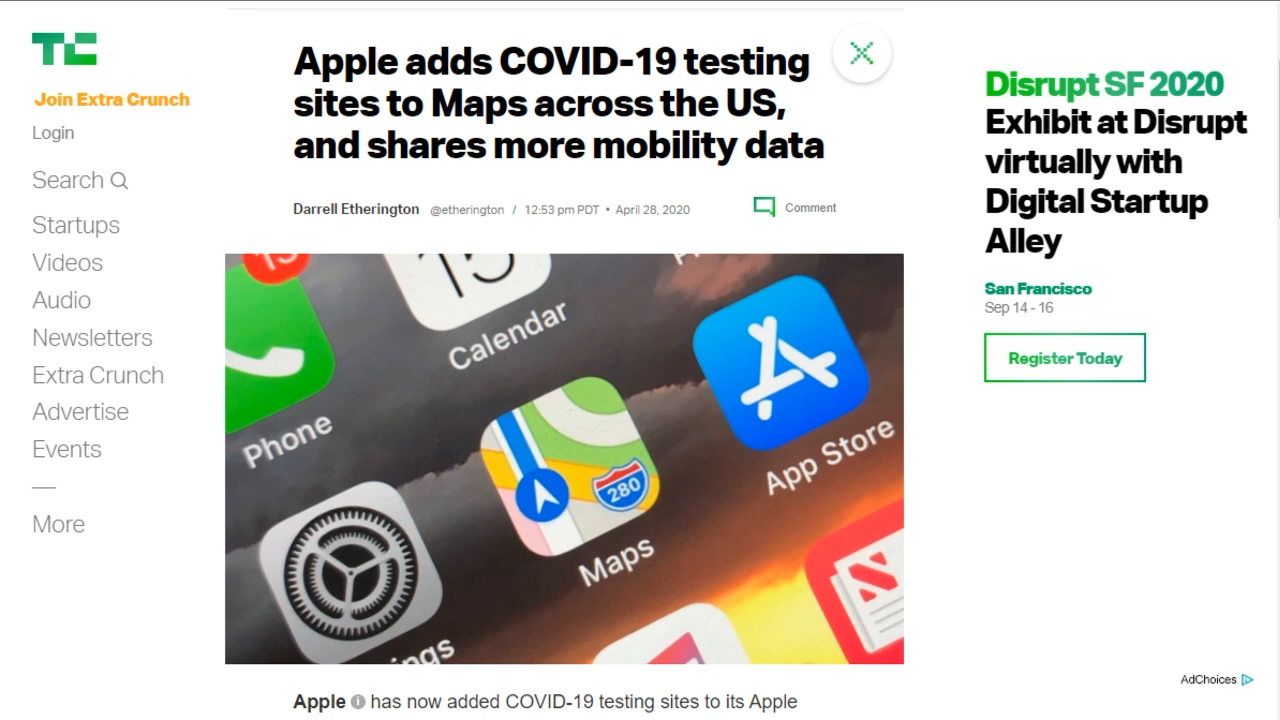 TC
Join Extra Crunch
Login
Search
Startups
Videos
Audio
Newsletters
Extra Crunch
Advertise
Events
—
More
Apple adds COVID-19 testing
sites to Maps across the US,
and shares more mobility data
Darrell Etherington @etherington / 12:53 pm PDT • April 28, 2020
Comment
13
15
Calendar
Phone
App Store
280
Maps
ngs
Apple has now added COVID-19 testing sites to its Apple
Disrupt SF 2020
Exhibit at Disrupt
virtually with
Digital Startup
Alley
San Francisco
Sep 14 - 16
Register Today
AdChoices